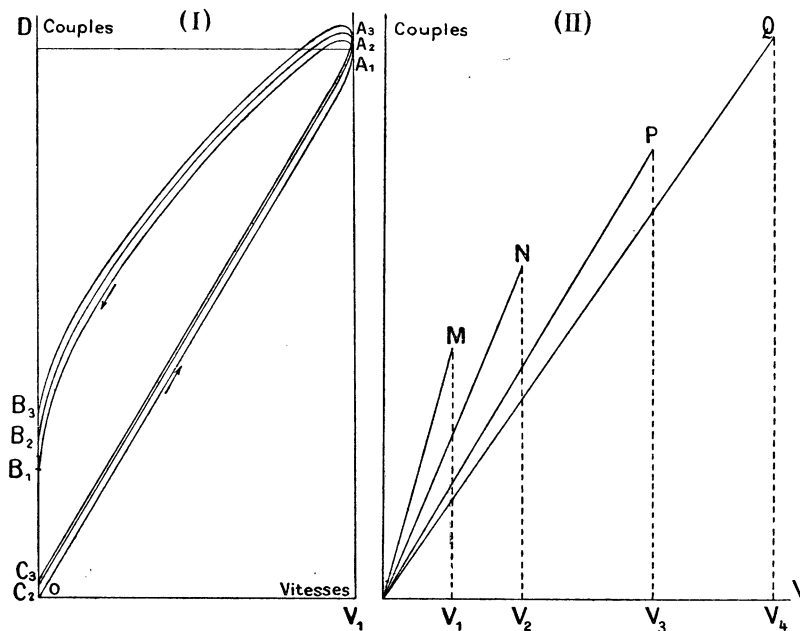 D Couples (I)
A₃
A₂
A₁
B₃
B₂
B₁
C₃
C₂ O Vitesses
V₁
Couples (II) Q
P
N
M
V
V₁ V₂ V₃ V₄